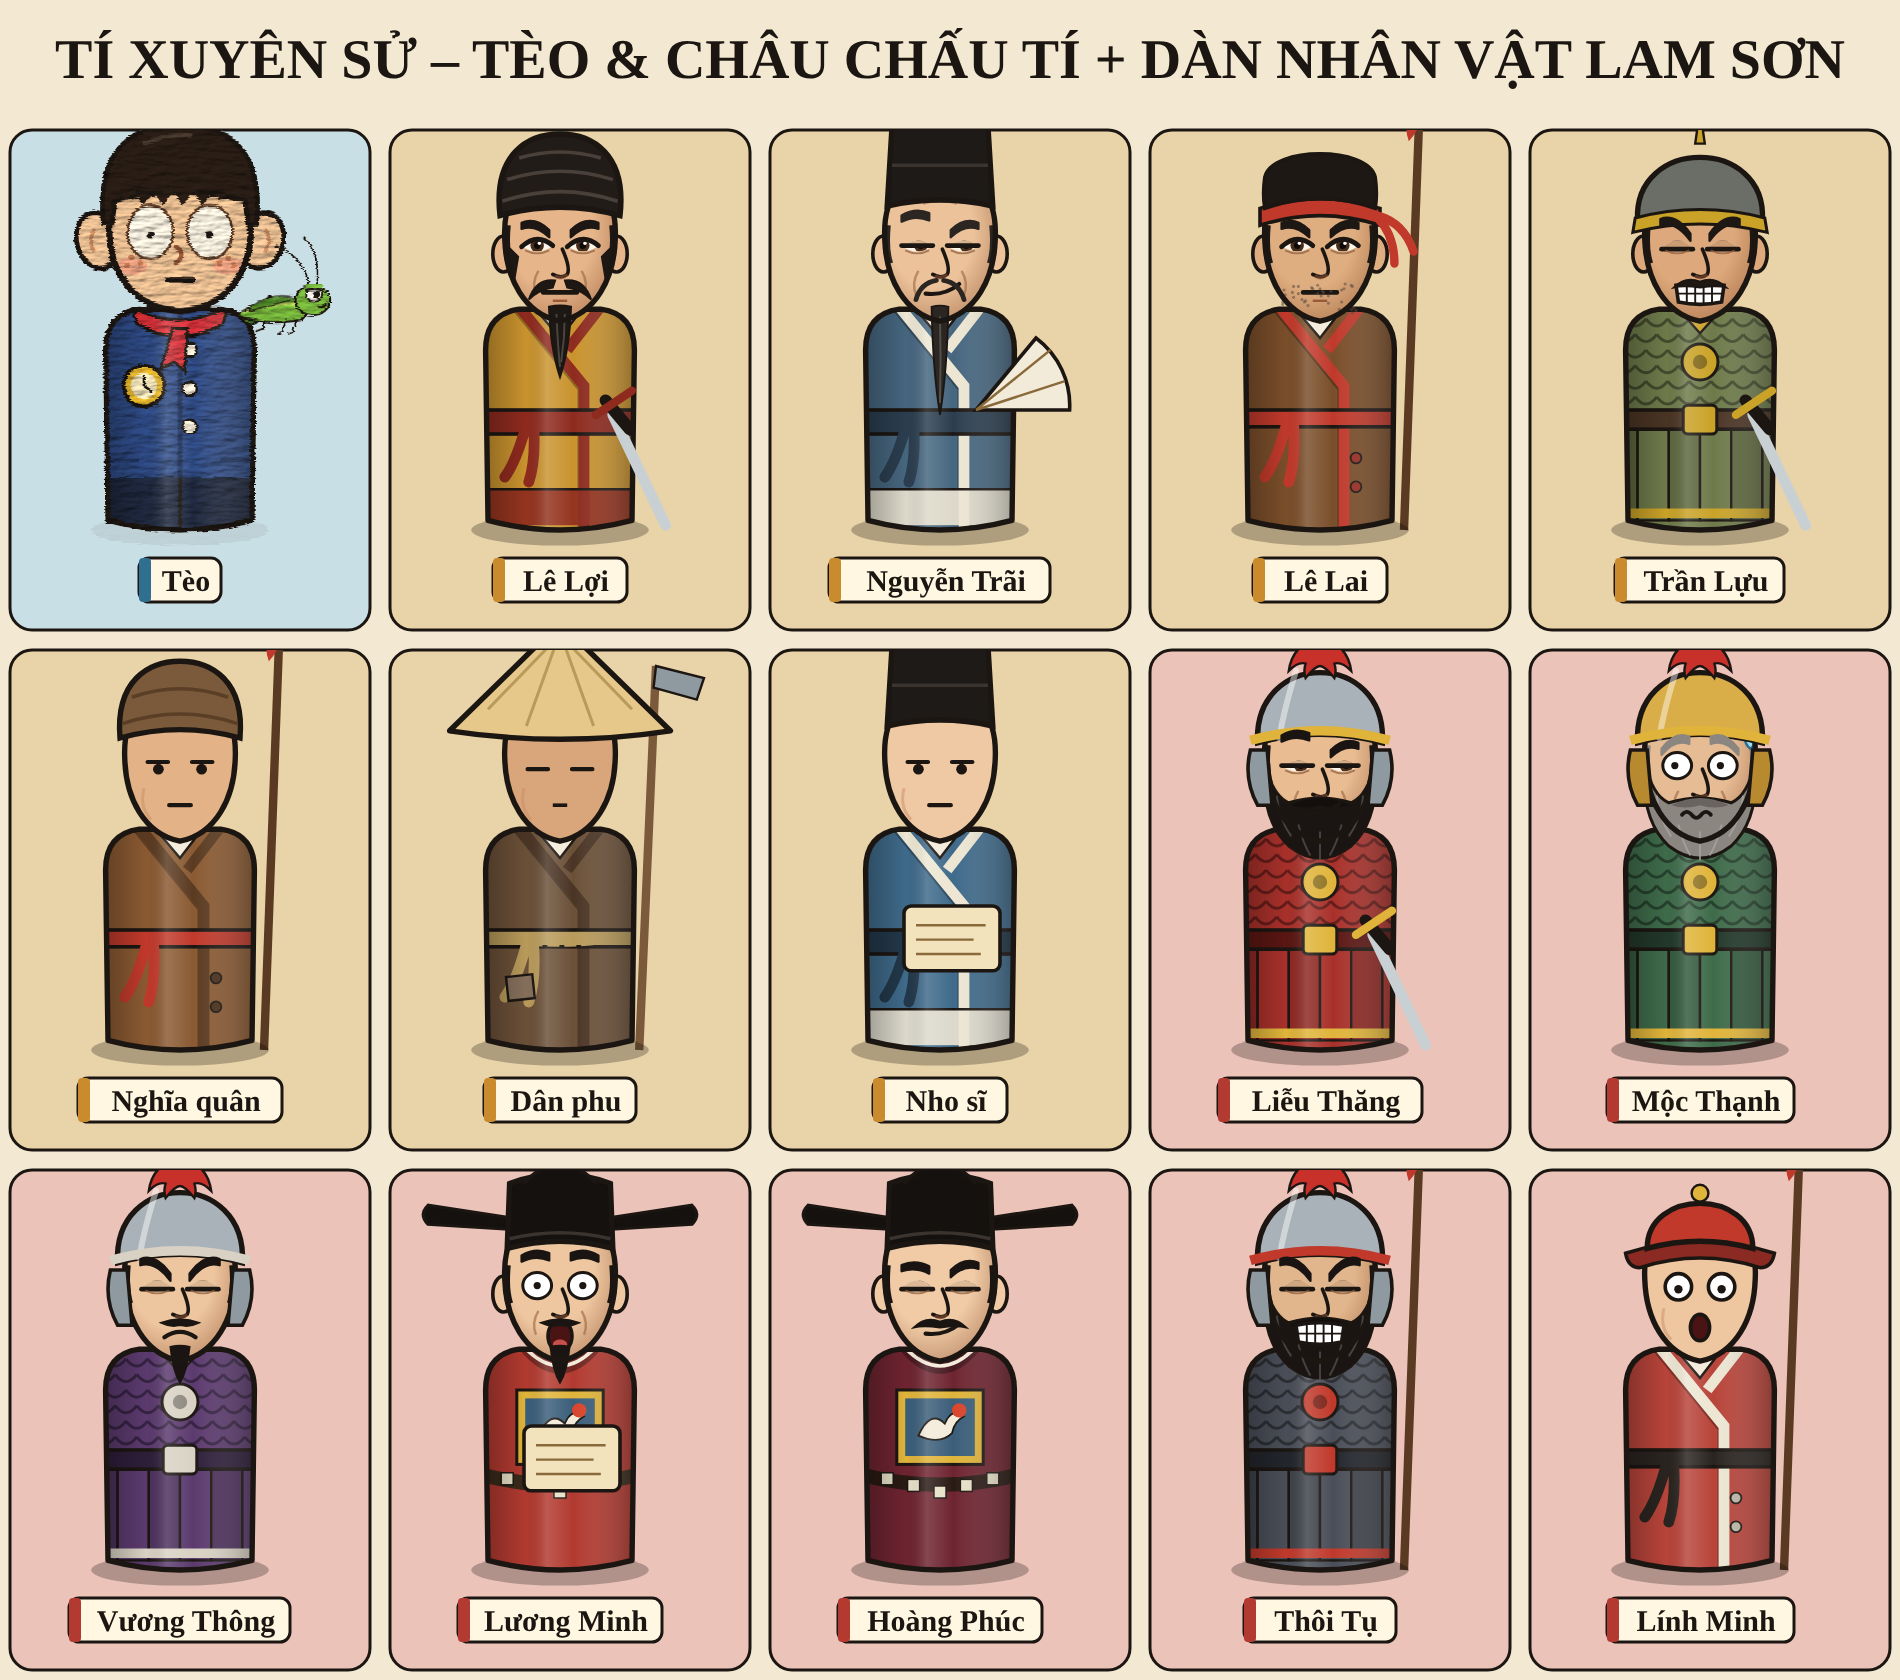 TÍ XUYÊN SỬ – TÈO & CHÂU CHẤU TÍ + DÀN NHÂN VẬT LAM SƠN
Tèo
Lê Lợi
Nguyễn Trãi
Lê Lai
Trần Lựu
Nghĩa quân
Dân phu
Nho sĩ
Liễu Thăng
Mộc Thạnh
Vương Thông
Lương Minh
Hoàng Phúc
Thôi Tụ
Lính Minh